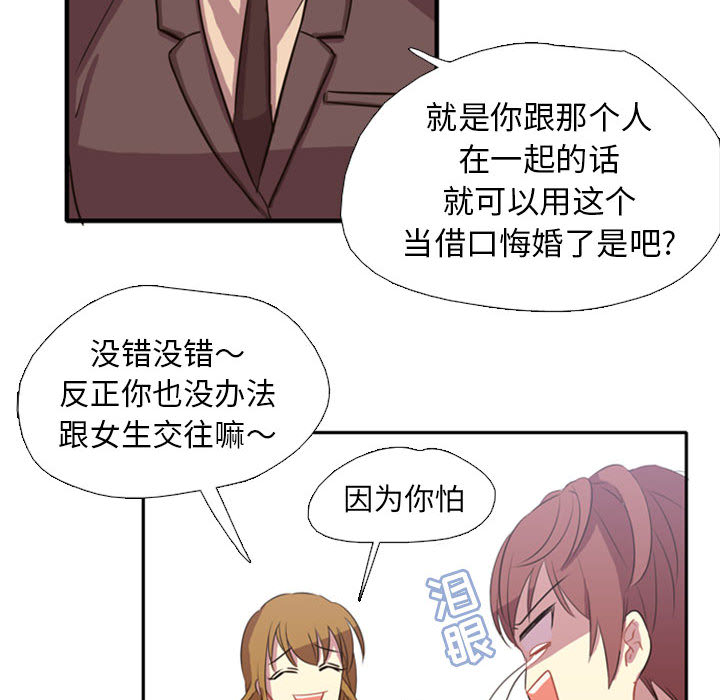 就是你跟那个人
在一起的话
就可以用这个
当借口悔婚了是吧?
没错没错～
反正你也没办法
跟女生交往嘛～
因为你怕
泪眼